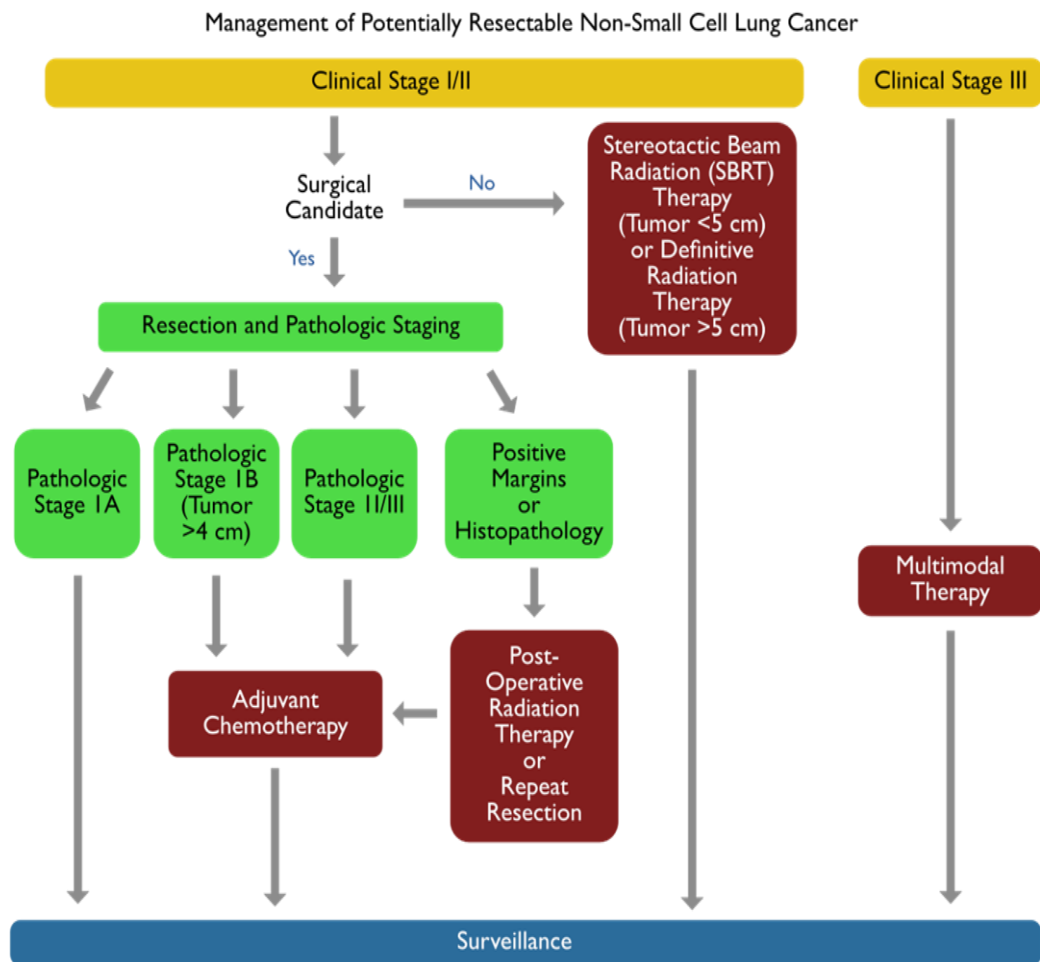 Management of Potentially Resectable Non-Small Cell Lung Cancer
Clinical Stage I/II
Clinical Stage III
Surgical
Candidate
No
Yes
Stereotactic Beam
Radiation (SBRT)
Therapy
(Tumor <5 cm)
or Definitive
Radiation
Therapy
(Tumor >5 cm)
Resection and Pathologic Staging
Pathologic
Stage 1A
Pathologic
Stage 1B
(Tumor
>4 cm)
Pathologic
Stage 1I/III
Positive
Margins
or
Histopathology
Multimodal
Therapy
Adjuvant
Chemotherapy
Post-
Operative
Radiation
Therapy
or
Repeat
Resection
Surveillance